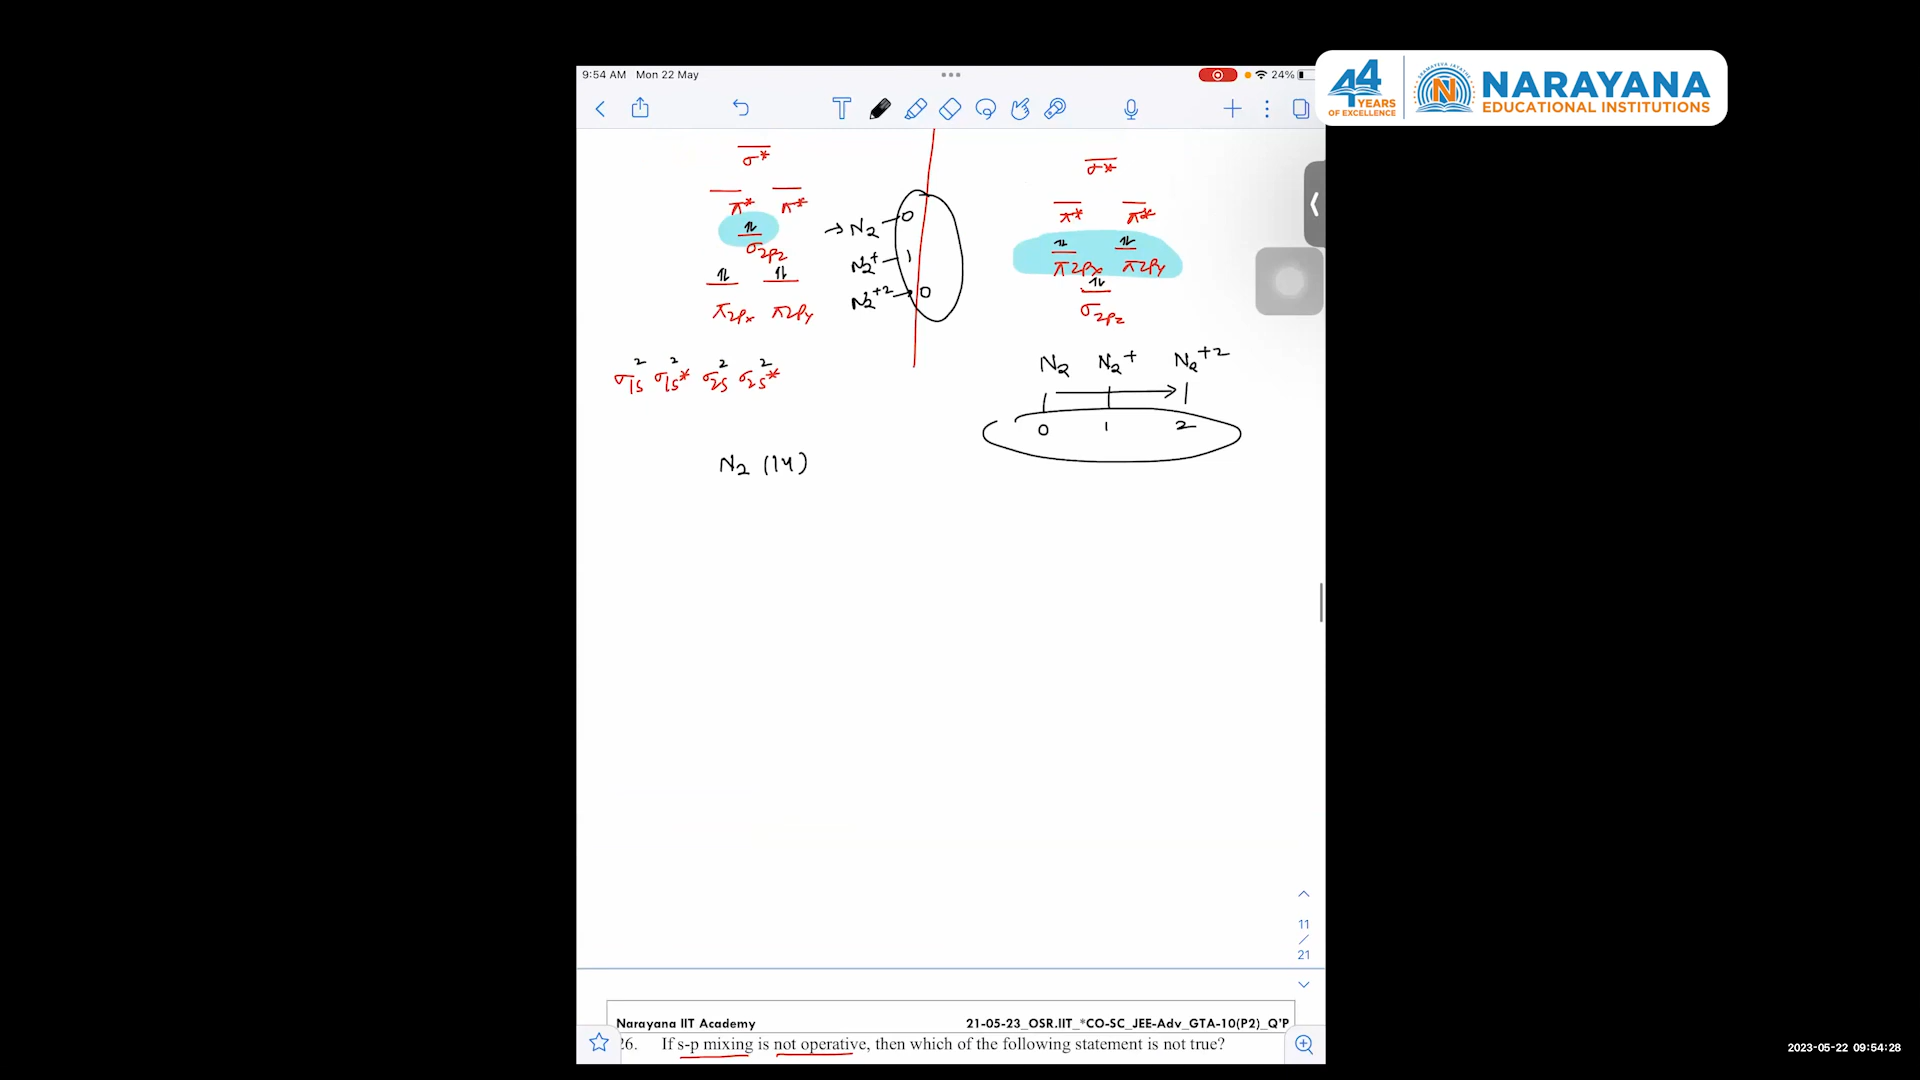 9:54 AM Mon 22 May
24%
44 YEARS OF EXCELLENCE
NARAYANA
EDUCATIONAL INSTITUTIONS
σ*
π* π*
σ2pz
π2px π2py
N2 – 0
N2+ – 1
N2+2 → 0
σ*
π* π*
π2px π2py
σ2pz
σ1s² σ1s*² σ2s² σ2s*²
N2 N2+ N2+2
0 1 2
N2 (14)
11
/
21
Narayana IIT Academy 21-05-23_OSR.IIT_*CO-SC_JEE-Adv_GTA-10(P2)_Q'P
26. If s-p mixing is not operative, then which of the following statement is not true?
2023-05-22 09:54:28